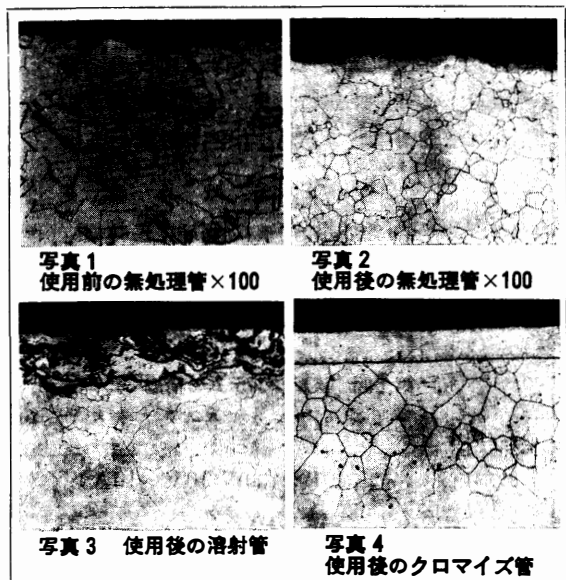 写真1
使用前の無処理管×100
写真2
使用後の無処理管×100
写真3 使用後の溶射管
写真4
使用後のクロマイズ管